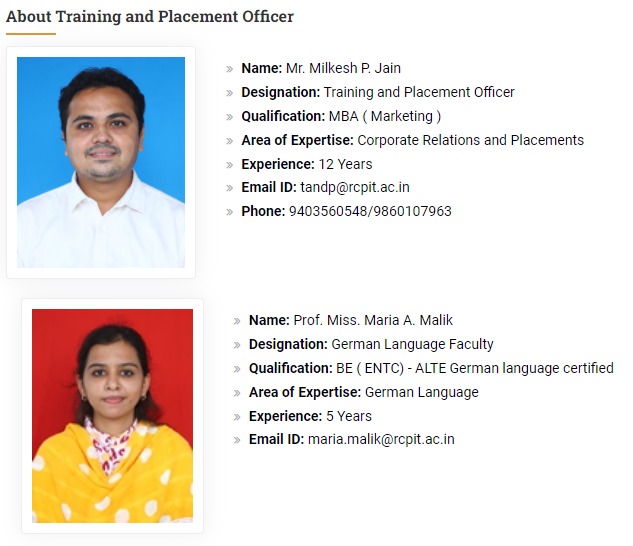 About Training and Placement Officer
Name: Mr. Milkesh P. Jain
Designation: Training and Placement Officer
Qualification: MBA ( Marketing )
Area of Expertise: Corporate Relations and Placements
Experience: 12 Years
Email ID: tandp@rcpit.ac.in
Phone: 9403560548/9860107963
Name: Prof. Miss. Maria A. Malik
Designation: German Language Faculty
Qualification: BE ( ENTC) - ALTE German language certified
Area of Expertise: German Language
Experience: 5 Years
Email ID: maria.malik@rcpit.ac.in